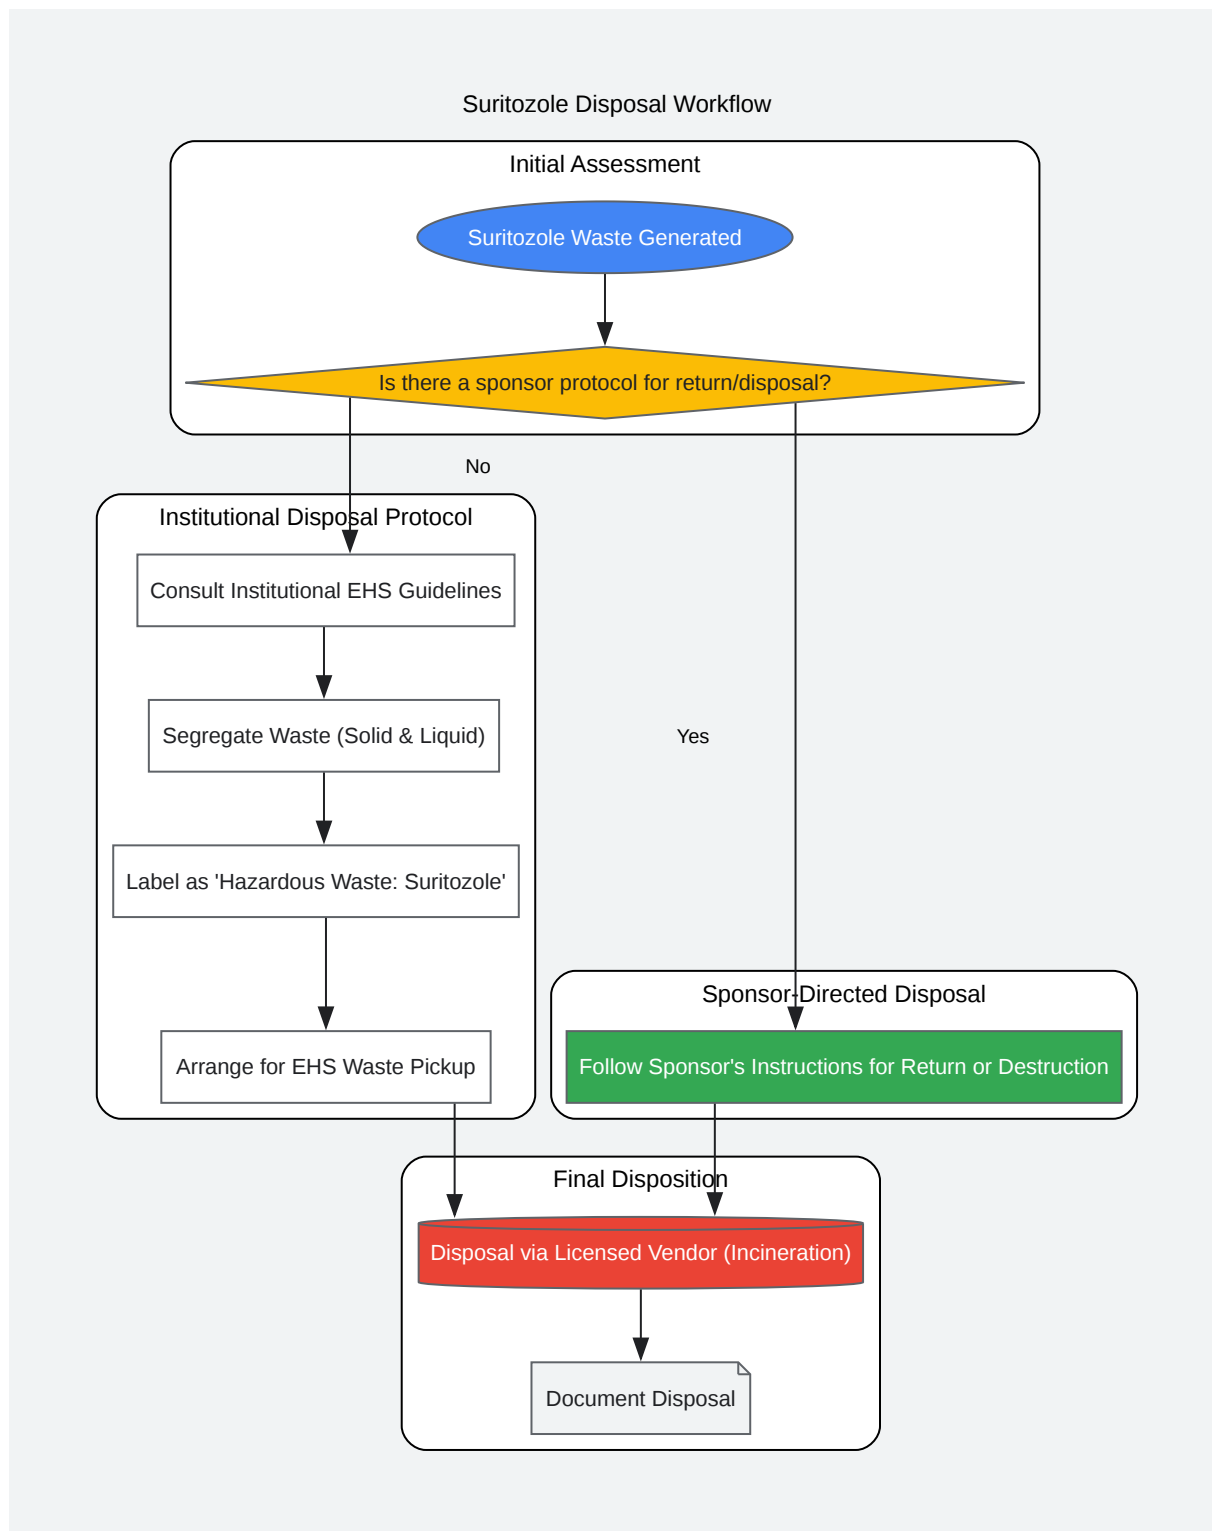 Suritozole Disposal Workflow
Initial Assessment
Suritozole Waste Generated
Is there a sponsor protocol for return/disposal?
No
Institutional Disposal Protocol
Consult Institutional EHS Guidelines
Segregate Waste (Solid & Liquid)
Yes
Label as 'Hazardous Waste: Suritozole'
Arrange for EHS Waste Pickup
Sponsor-Directed Disposal
Follow Sponsor's Instructions for Return or Destruction
Final Disposition
Disposal via Licensed Vendor (Incineration)
Document Disposal